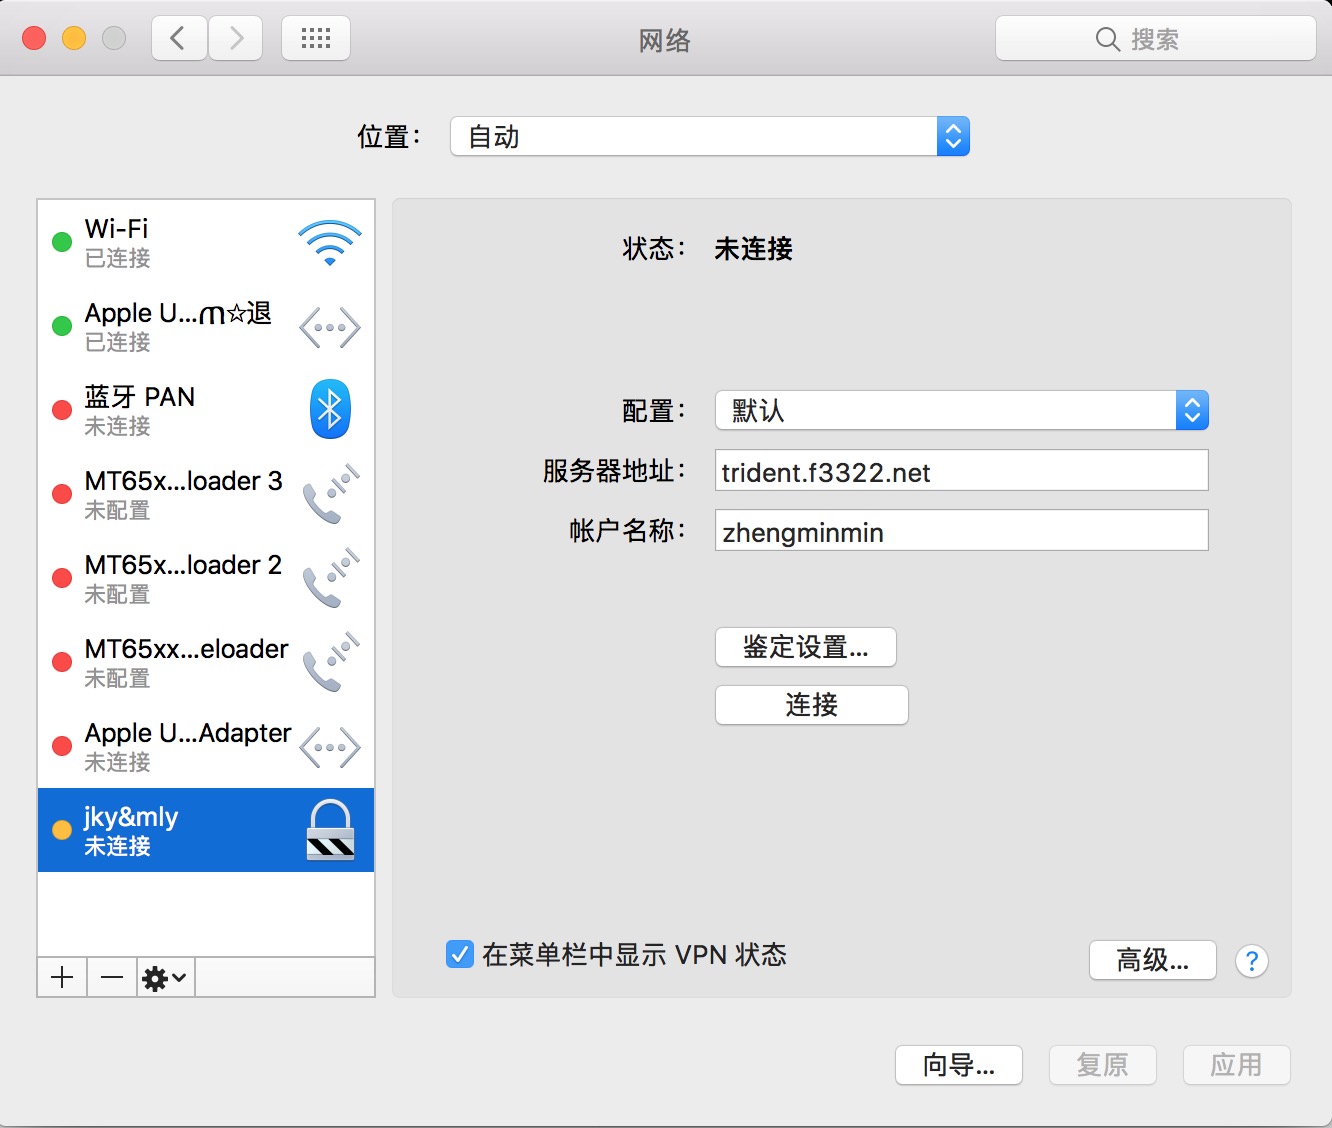 网络
搜索
位置：
自动
Wi-Fi
已连接
Apple U...൬☆退
已连接
蓝牙 PAN
未连接
MT65x...loader 3
未配置
MT65x...loader 2
未配置
MT65xx...eloader
未配置
Apple U...Adapter
未连接
jky&mly
未连接
状态： 未连接
配置： 默认
服务器地址： trident.f3322.net
帐户名称： zhengminmin
鉴定设置...
连接
在菜单栏中显示 VPN 状态
高级...
?
向导...
复原
应用